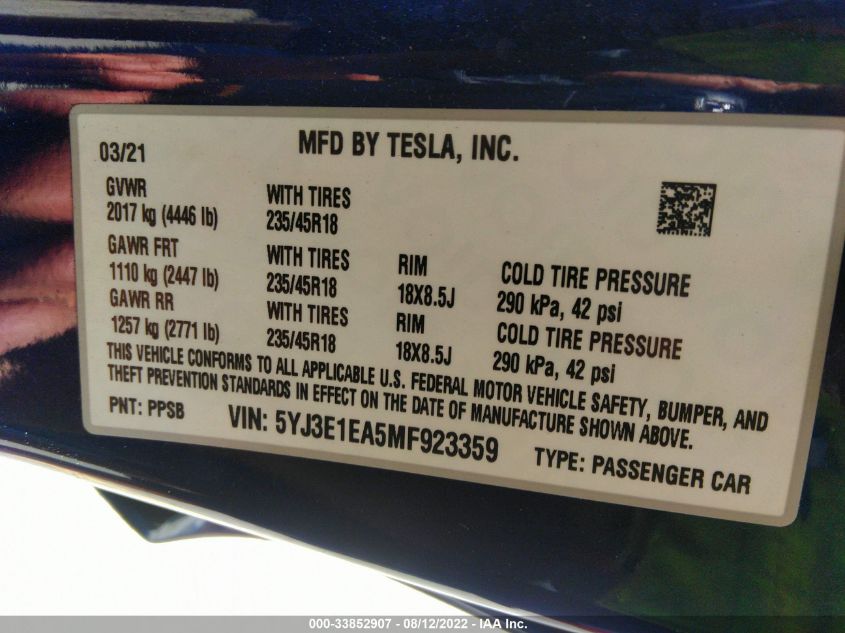 MFD BY TESLA, INC.
03/21
GVWR
2017 kg (4446 lb)
WITH TIRES
235/45R18
GAWR FRT
1110 kg (2447 lb)
WITH TIRES
235/45R18
RIM
18X8.5J
COLD TIRE PRESSURE
290 kPa, 42 psi
GAWR RR
1257 kg (2771 lb)
WITH TIRES
235/45R18
RIM
18X8.5J
COLD TIRE PRESSURE
290 kPa, 42 psi
THIS VEHICLE CONFORMS TO ALL APPLICABLE U.S. FEDERAL MOTOR VEHICLE SAFETY, BUMPER, AND
THEFT PREVENTION STANDARDS IN EFFECT ON THE DATE OF MANUFACTURE SHOWN ABOVE.
PNT: PPSB
VIN: 5YJ3E1EA5MF923359
TYPE: PASSENGER CAR
000-33852907 - 08/12/2022 - IAA Inc.